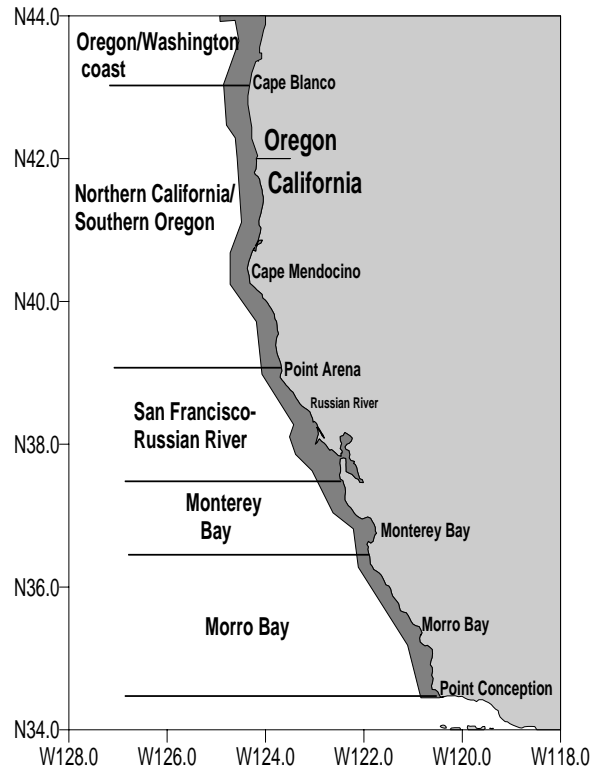 N44.0
Oregon/Washington
coast
Cape Blanco
Oregon
N42.0
California
Northern California/
Southern Oregon
Cape Mendocino
N40.0
Point Arena
Russian River
San Francisco-
Russian River
N38.0
Monterey
Bay
Monterey Bay
N36.0
Morro Bay
Morro Bay
Point Conception
N34.0
W128.0 W126.0 W124.0 W122.0 W120.0 W118.0